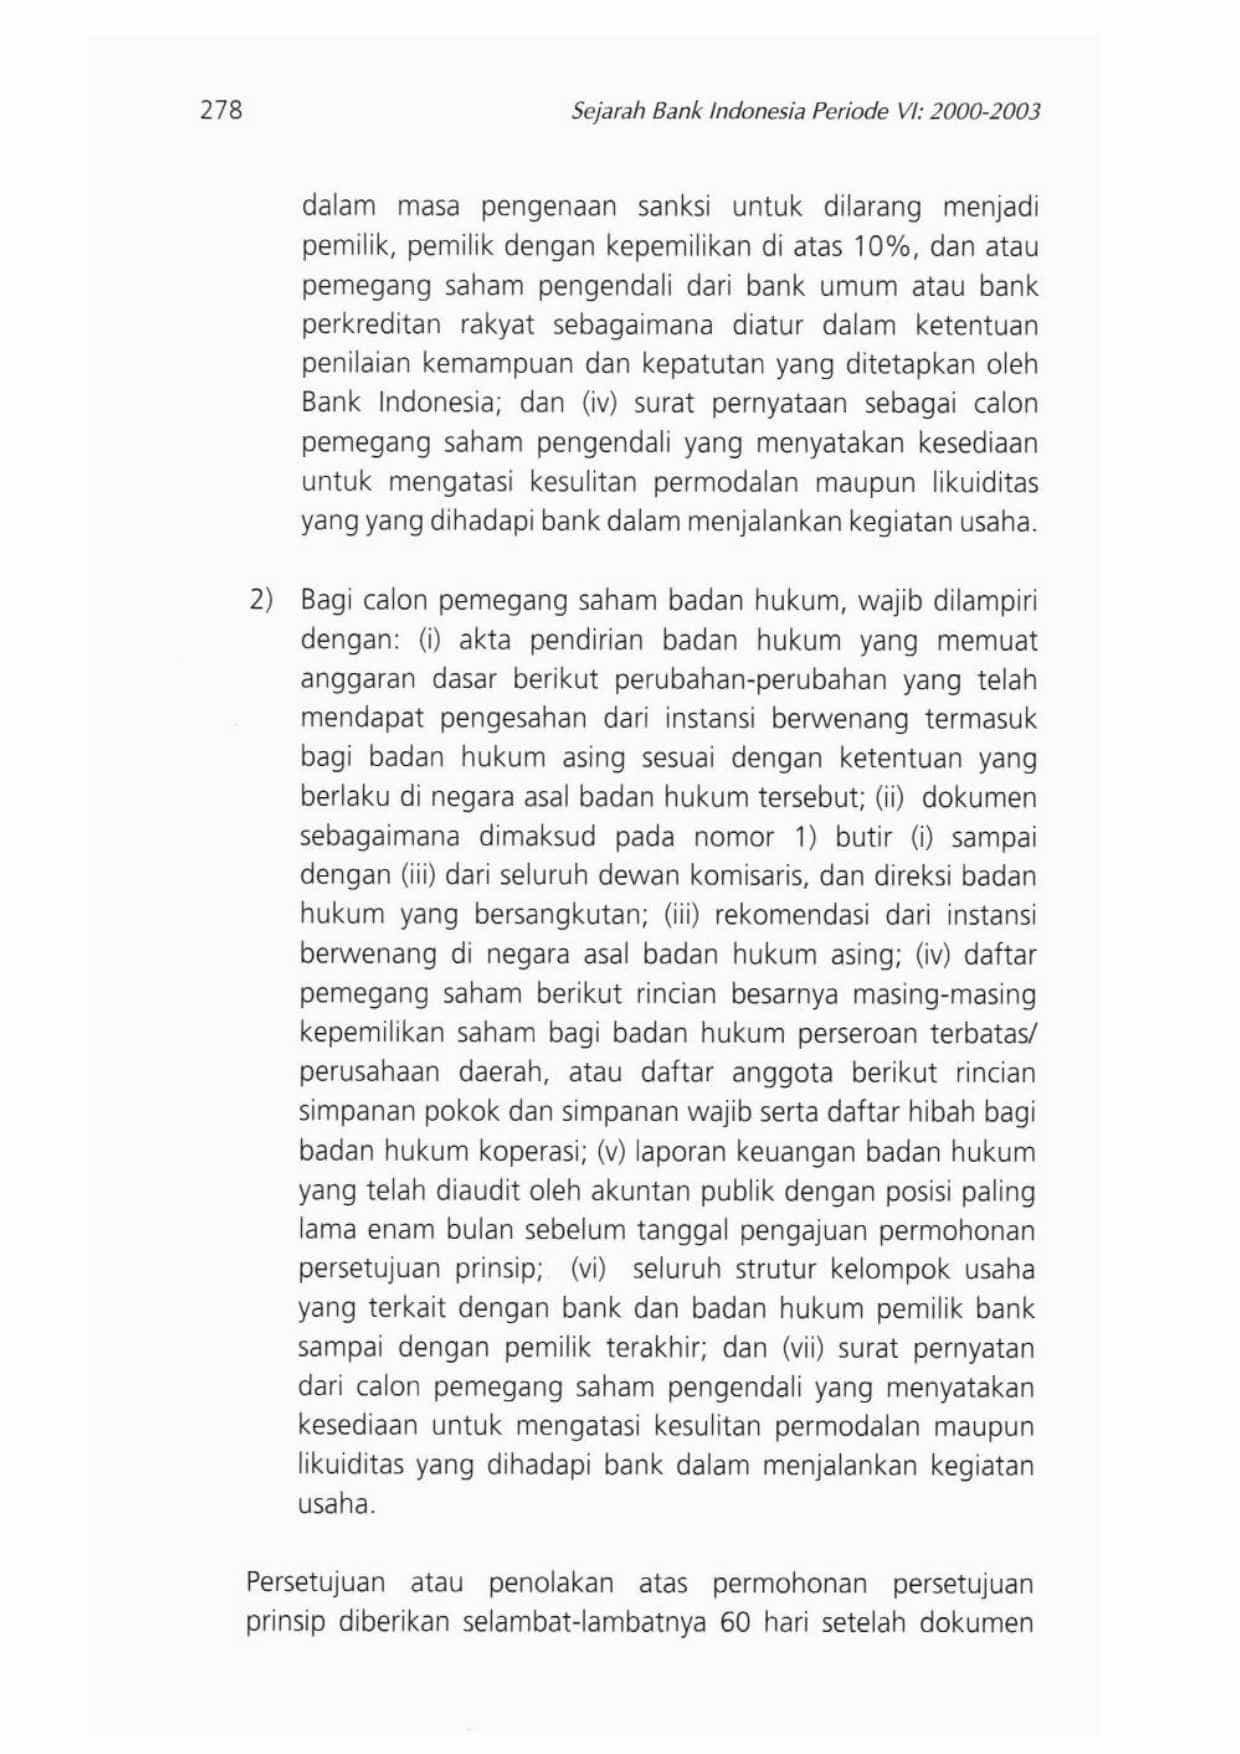 278
Sejarah Bank Indonesia Periode VI: 2000-2003
dalam masa pengenaan sanksi untuk dilarang menjadi
pemilik, pemilik dengan kepemilikan di atas 10%, dan atau
pemegang saham pengendali dari bank umum atau bank
perkreditan rakyat sebagaimana diatur dalam ketentuan
penilaian kemampuan dan kepatutan yang ditetapkan oleh
Bank Indonesia; dan (iv) surat pernyataan sebagai calon
pemegang saham pengendali yang menyatakan kesediaan
untuk mengatasi kesulitan permodalan maupun likuiditas
yang yang dihadapi bank dalam menjalankan kegiatan usaha.
2) Bagi calon pemegang saham badan hukum, wajib dilampiri
dengan: (i) akta pendirian badan hukum yang memuat
anggaran dasar berikut perubahan-perubahan yang telah
mendapat pengesahan dari instansi berwenang termasuk
bagi badan hukum asing sesuai dengan ketentuan yang
berlaku di negara asal badan hukum tersebut; (ii) dokumen
sebagaimana dimaksud pada nomor 1) butir (i) sampai
dengan (iii) dari seluruh dewan komisaris, dan direksi badan
hukum yang bersangkutan; (iii) rekomendasi dari instansi
berwenang di negara asal badan hukum asing; (iv) daftar
pemegang saham berikut rincian besarnya masing-masing
kepemilikan saham bagi badan hukum perseroan terbatas/
perusahaan daerah, atau daftar anggota berikut rincian
simpanan pokok dan simpanan wajib serta daftar hibah bagi
badan hukum koperasi; (v) laporan keuangan badan hukum
yang telah diaudit oleh akuntan publik dengan posisi paling
lama enam bulan sebelum tanggal pengajuan permohonan
persetujuan prinsip; (vi) seluruh strutur kelompok usaha
yang terkait dengan bank dan badan hukum pemilik bank
sampai dengan pemilik terakhir; dan (vii) surat pernyatan
dari calon pemegang saham pengendali yang menyatakan
kesediaan untuk mengatasi kesulitan permodalan maupun
likuiditas yang dihadapi bank dalam menjalankan kegiatan
usaha.
Persetujuan atau penolakan atas permohonan persetujuan
prinsip diberikan selambat-lambatnya 60 hari setelah dokumen